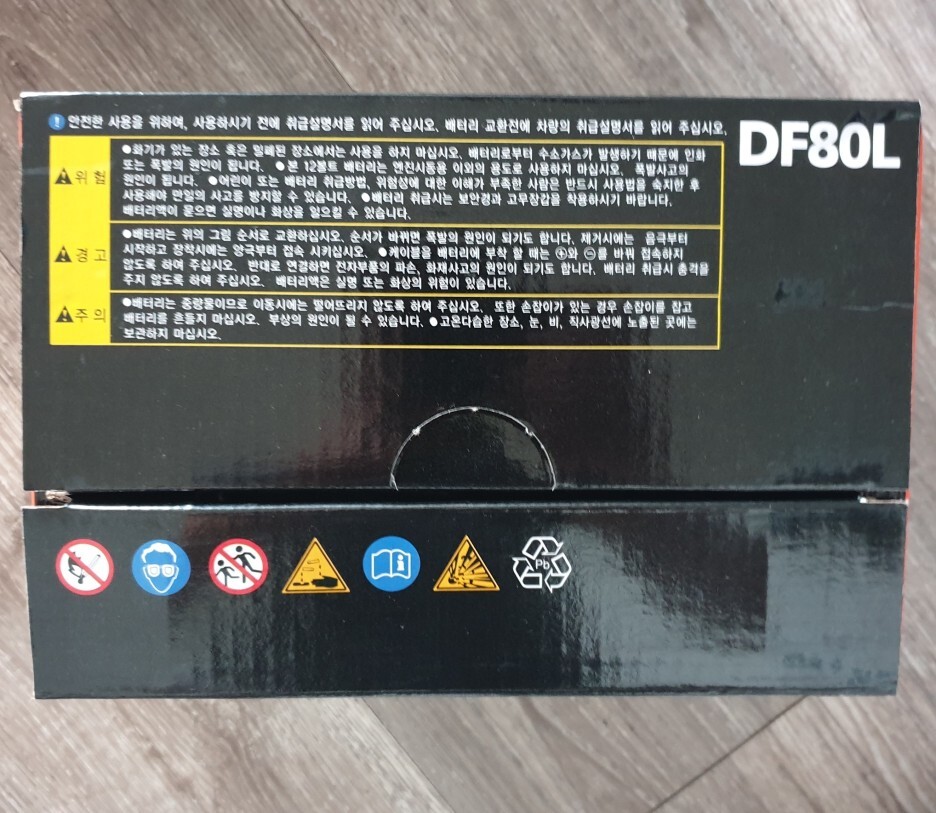 안전한 사용을 위하여, 사용하시기 전에 취급설명서를 읽어 주십시오. 배터리 교환전에 차량의 취급설명서를 읽어 주십시오.
DF80L
위 험
●화기가 있는 장소 혹은 밀폐된 장소에서는 사용을 하지 마십시오. 배터리로부터 수소가스가 발생하기 때문에 인화
또는 폭발의 원인이 됩니다. ●본 12볼트 배터리는 엔진시동용 이외의 용도로 사용하지 마십시오. 폭발사고의
원인이 됩니다. ●어린이 또는 배터리 취급방법, 위험성에 대한 이해가 부족한 사람은 반드시 사용법을 숙지한 후
사용해야 만일의 사고를 방지할 수 있습니다. ●배터리 취급시는 보안경과 고무장갑을 착용하시기 바랍니다.
배터리액이 묻으면 실명이나 화상을 일으킬 수 있습니다.
경 고
●배터리는 위의 그림 순서로 교환하십시오. 순서가 바뀌면 폭발의 원인이 되기도 합니다. 제거시에는 음극부터
시작하고 장착시에는 양극부터 접속 시키십시오. ●케이블을 배터리에 부착 할 때는 ⊕와 ⊖를 바꿔 접속하지
않도록 하여 주십시오. 반대로 연결하면 전자부품의 파손, 화재사고의 원인이 되기도 합니다. 배터리 취급시 충격을
주지 않도록 하여 주십시오. 배터리액은 실명 또는 화상의 위험이 있습니다.
주 의
●배터리는 중량물이므로 이동시에는 떨어뜨리지 않도록 하여 주십시오. 또한 손잡이가 있는 경우 손잡이를 잡고
배터리를 흔들지 마십시오. 부상의 원인이 될 수 있습니다. ●고온다습한 장소, 눈, 비, 직사광선에 노출된 곳에는
보관하지 마십시오.
Pb